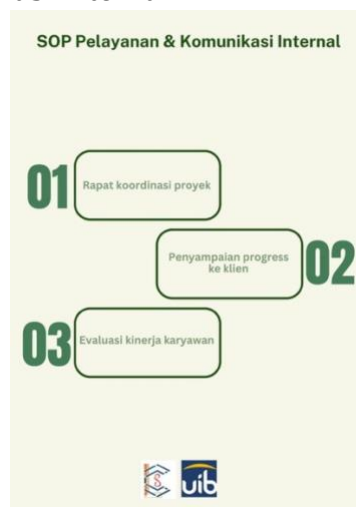 SOP Pelayanan & Komunikasi Internal
01
Rapat koordinasi proyek
Penyampaian progress
ke klien
02
03
Evaluasi kinerja karyawan
uib